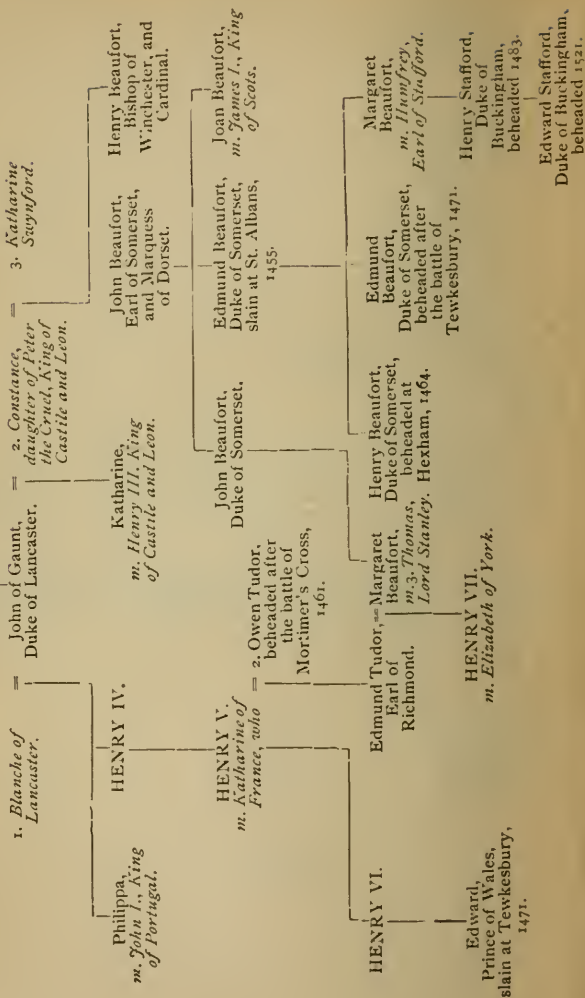 1. Blanche of
Lancaster.
=
John of Gaunt,
Duke of Lancaster.
=
2. Constance,
daughter of Peter
the Cruel, King of
Castile and Leon.
=
3. Katharine
Swynford.
Philippa,
m. John I., King
of Portugal.
HENRY IV.
Katharine,
m. Henry III. King
of Castile and Leon.
John Beaufort,
Earl of Somerset,
and Marquess
of Dorset.
Henry Beaufort,
Bishop of
Winchester, and
Cardinal.
HENRY V.
m. Katharine of
France, who
=
2. Owen Tudor,
beheaded after
the battle of
Mortimer's Cross,
1461.
John Beaufort,
Duke of Somerset.
Edmund Beaufort,
Duke of Somerset,
slain at St. Albans,
1455.
Joan Beaufort,
m. James I., King
of Scots.
HENRY VI.
Edmund Tudor,
Earl of
Richmond.
=
Margaret
Beaufort,
m. 3. Thomas,
Lord Stanley.
Henry Beaufort,
Duke of Somerset,
beheaded at
Hexham, 1464.
Edmund
Beaufort,
Duke of Somerset,
beheaded after
the battle of
Tewkesbury, 1471.
Margaret
Beaufort,
m. Humfrey,
Earl of Stafford.
Edward,
Prince of Wales,
slain at Tewkesbury,
1471.
HENRY VII.
m. Elizabeth of York.
Henry Stafford,
Duke of
Buckingham,
beheaded 1483.
Edward Stafford,
Duke of Buckingham,
beheaded 1521.